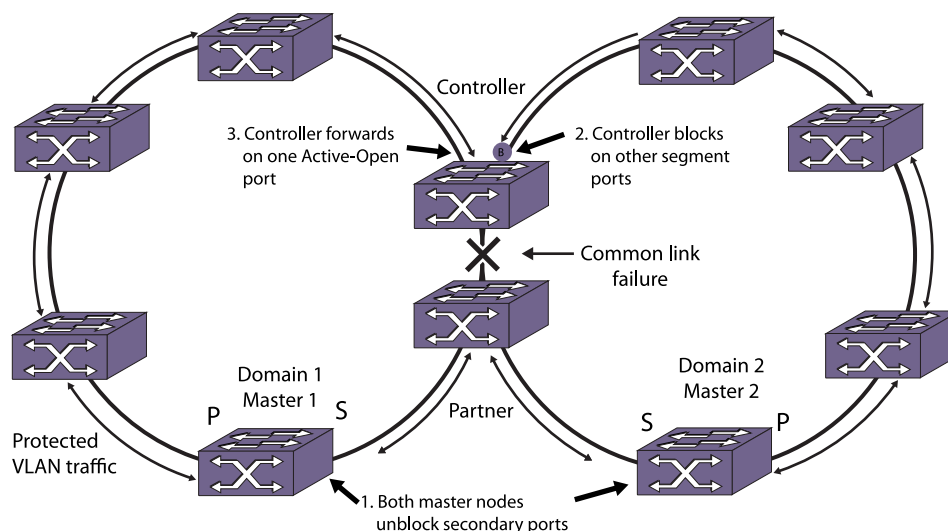 Controller
3. Controller forwards
on one Active-Open
port
B
2. Controller blocks
on other segment
ports
Common link
failure
Domain 1
Master 1
P
S
Protected
VLAN traffic
Partner
Domain 2
Master 2
S
P
1. Both master nodes
unblock secondary ports